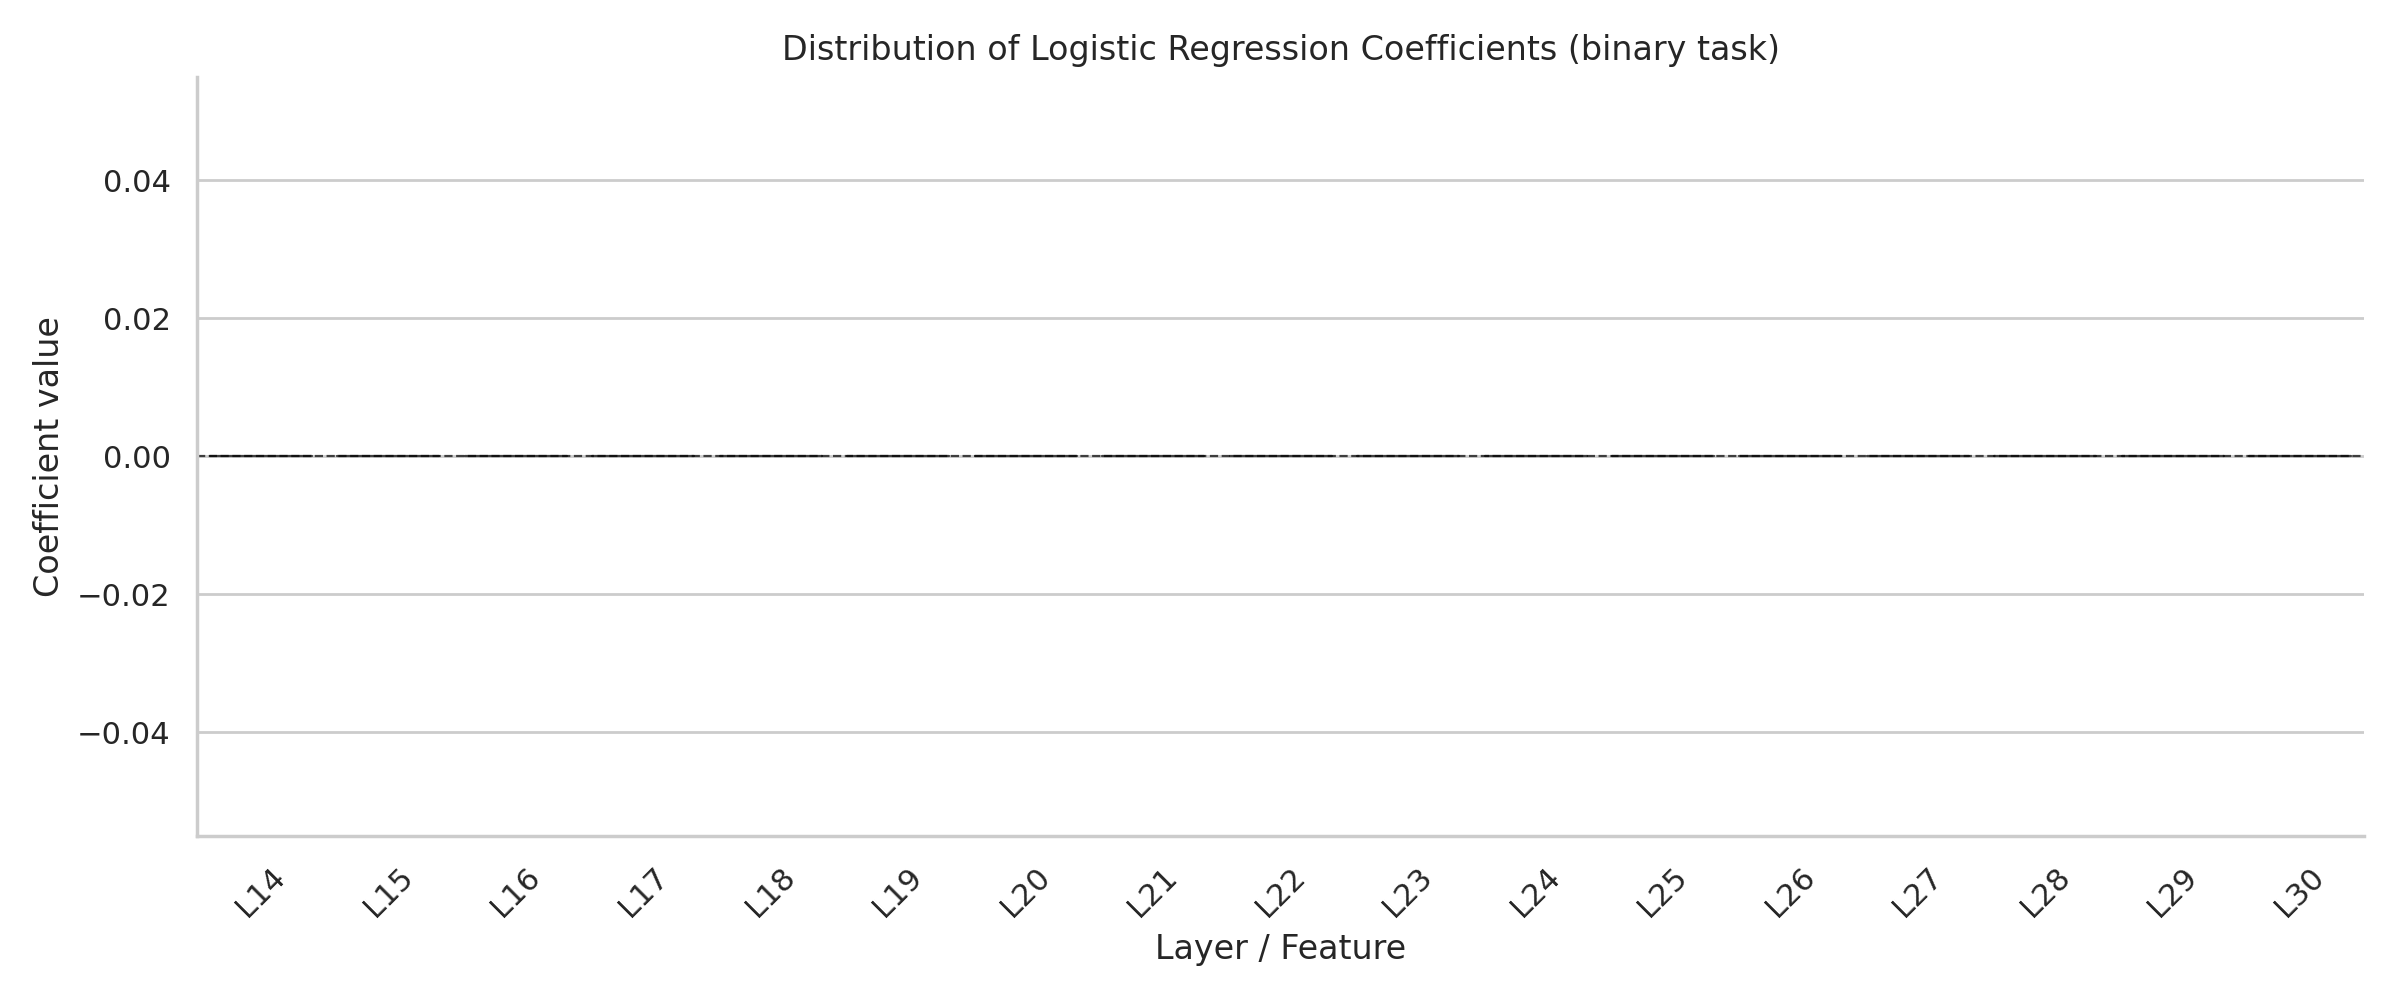 Distribution of Logistic Regression Coefficients (binary task)
Coefficient value
0.04
0.02
0.00
−0.02
−0.04
L14
L15
L16
L17
L18
L19
L20
L21
L22
L23
L24
L25
L26
L27
L28
L29
L30
Layer / Feature